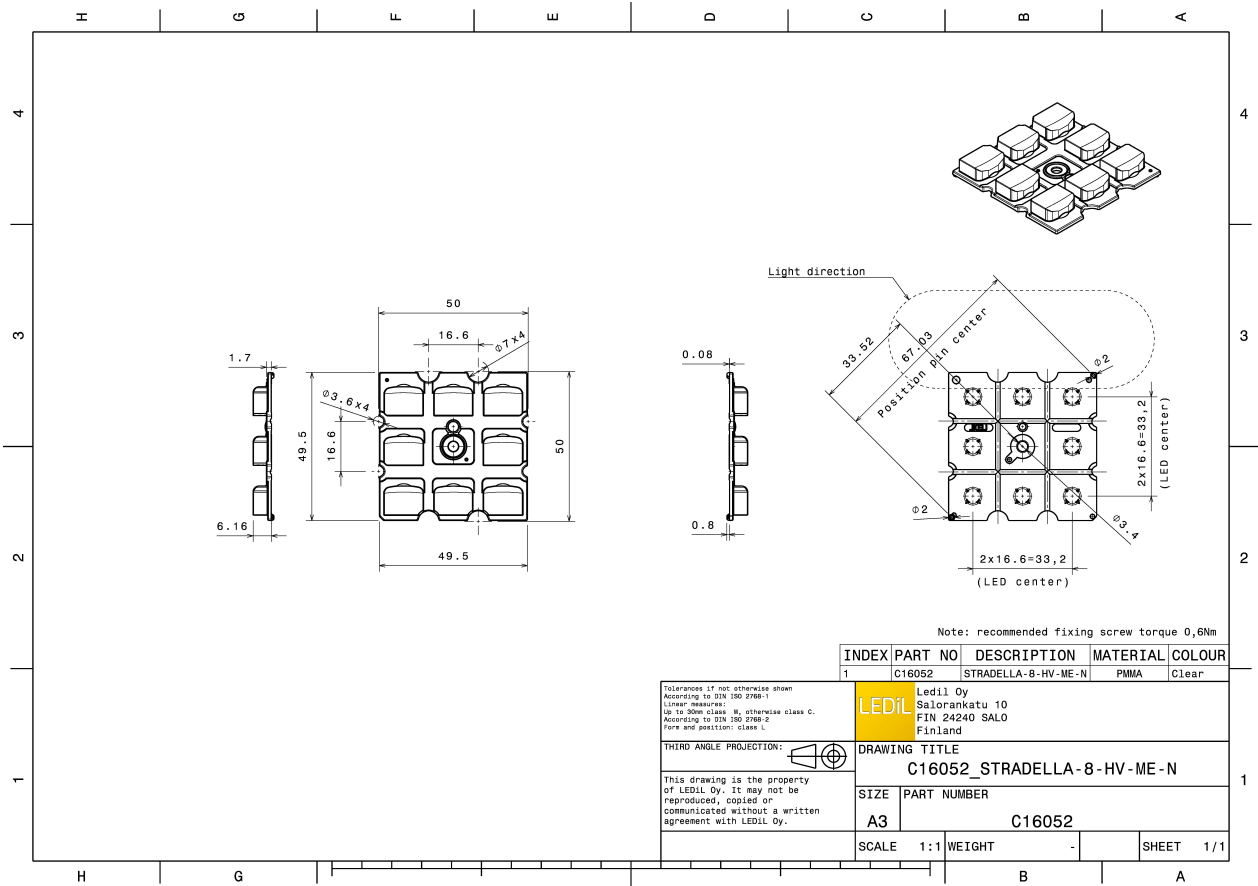 H G F E D C B A
4 4
3 3
2 2
1 1
Light direction
50
16.6
Ø7x4
1.7
Ø3.6x4
49.5
16.6
50
6.16
49.5
0.08
0.8
33.52
67.03
Position pin center
Ø2
2x16.6=33,2
(LED center)
Ø2
Ø3.4
2x16.6=33,2
(LED center)
Note: recommended fixing screw torque 0,6Nm
INDEX PART NO DESCRIPTION MATERIAL COLOUR
1 C16052 STRADELLA-8-HV-ME-N PMMA Clear
Tolerances if not otherwise shown
According to DIN ISO 2768-1
Linear measures:
Up to 30mm class M, otherwise class C.
According to DIN ISO 2768-2
Form and position: class L
LEDiL
Ledil Oy
Salorankatu 10
FIN 24240 SALO
Finland
THIRD ANGLE PROJECTION:
DRAWING TITLE
C16052_STRADELLA-8-HV-ME-N
This drawing is the property
of LEDiL Oy. It may not be
reproduced, copied or
communicated without a written
agreement with LEDiL Oy.
SIZE PART NUMBER
A3 C16052
SCALE 1:1 WEIGHT - SHEET 1/1
H G B A